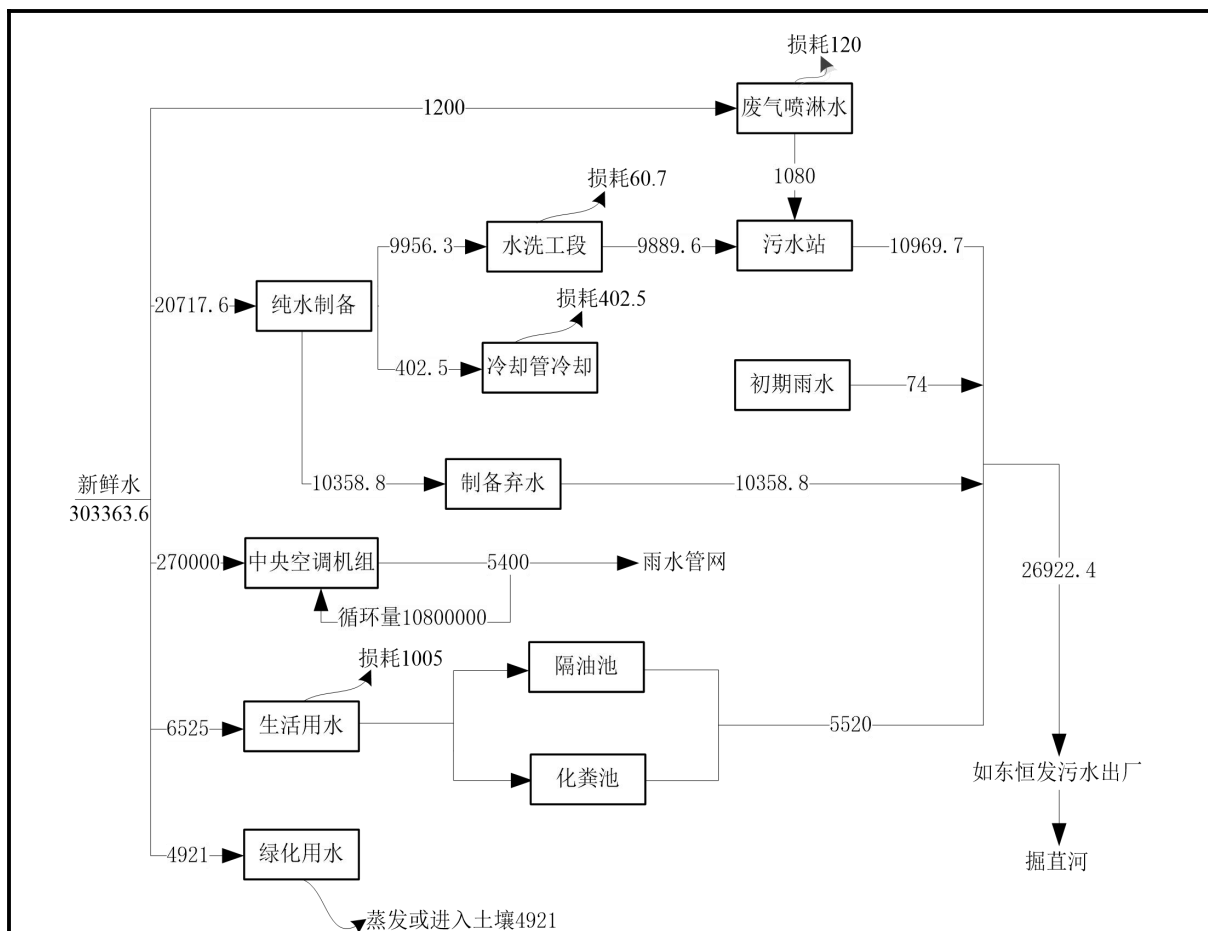 损耗120
1200
废气喷淋水
1080
损耗60.7
9956.3
水洗工段
9889.6
污水站
10969.7
20717.6
纯水制备
损耗402.5
402.5
冷却管冷却
初期雨水
74
新鲜水
303363.6
10358.8
制备弃水
10358.8
270000
中央空调机组
5400
雨水管网
循环量10800000
26922.4
损耗1005
隔油池
6525
生活用水
5520
化粪池
如东恒发污水出厂
4921
绿化用水
掘苴河
蒸发或进入土壤4921